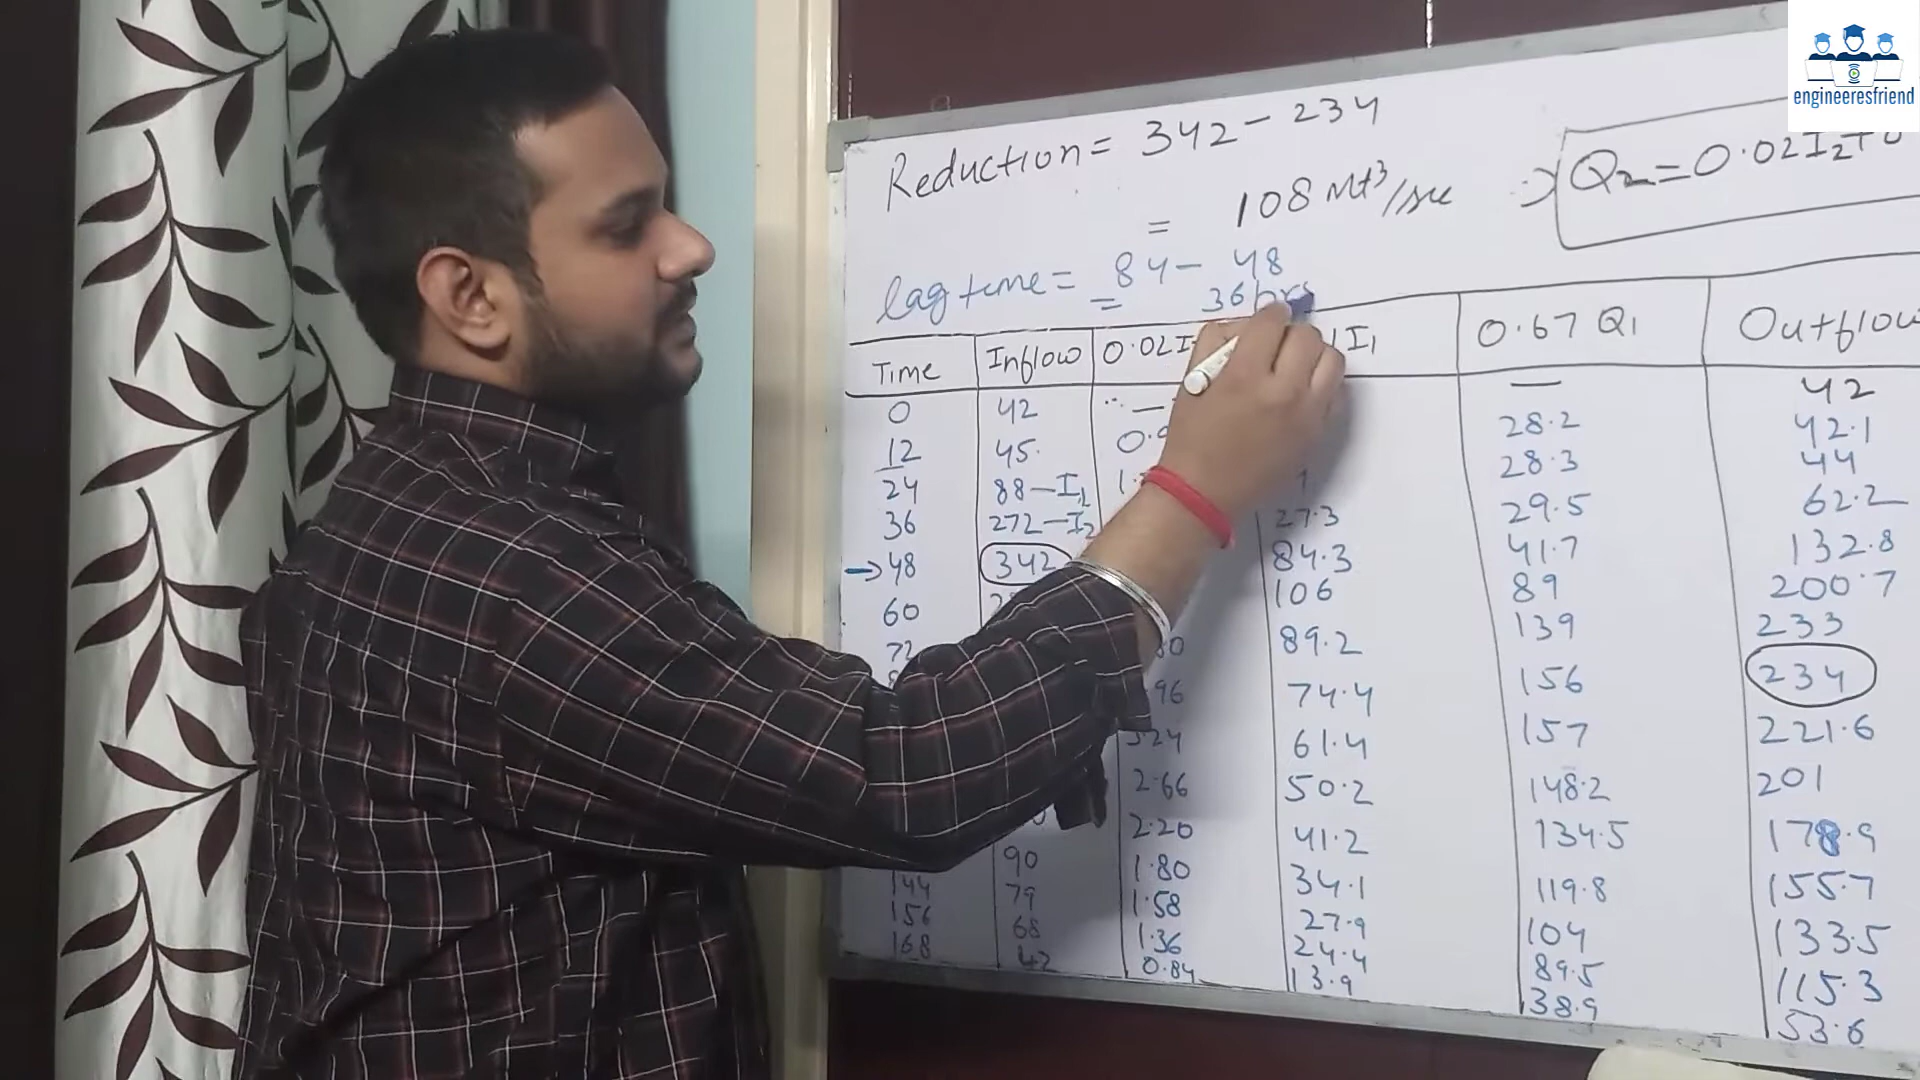 engineeresfriend
Reduction = 342 - 234
= 108 Mt³/sec => Q2 = 0.02 I2 + 0
lag time = 84 - 48
= 36 hrs
Time Inflow 0.02 I I1 0.67 Q1 Outflow
0 42 — — 42
12 45. 28.2 42.1
24 88 - I1 28.3 44
36 272 - I2 27.3 29.5 62.2
→ 48 342 84.3 41.7 132.8
60 106 89 200.7
72 89.2 139 233
74.4 156 234
61.4 157 221.6
2.66 50.2 148.2 201
2.20 41.2 134.5 178.9
90 1.80 34.1 119.8 155.7
144 79 1.58 27.9 104 133.5
156 68 1.36 24.4 89.5 115.3
168 42 0.84 13.9 38.9 53.6